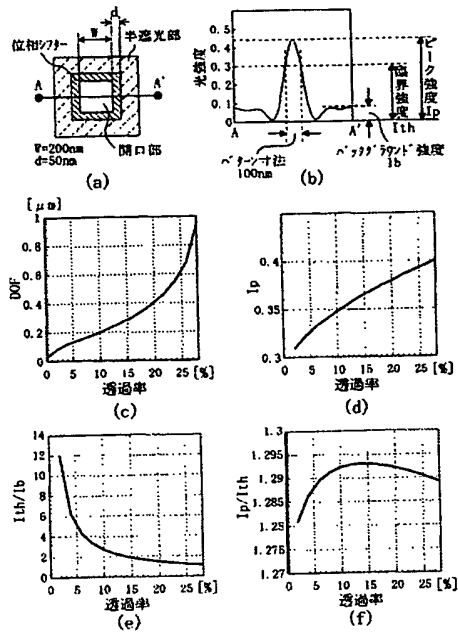 d
W
位相シフター
半遮光部
A
A'
W=200nm
d=50nm
開口部
(a)
光強度
0.5
0.4
0.3
0.2
0.1
0
A
A'
ピーク強度Ip
臨界強度
Ith
パターン寸法
100nm
バックグラウンド強度
Ib
(b)
[μm]
DOF
1.0
0.8
0.6
0.4
0.2
0
0 5 10 15 20 25 [%]
透過率
(c)
Ip
0.4
0.35
0.3
0 5 10 15 20 25 [%]
透過率
(d)
Ith/Ib
14
12
10
8
6
4
2
0
0 5 10 15 20 25 [%]
透過率
(e)
Ip/Ith
1.3
1.295
1.29
1.285
1.275
1.27
0 5 10 15 20 25 [%]
透過率
(f)